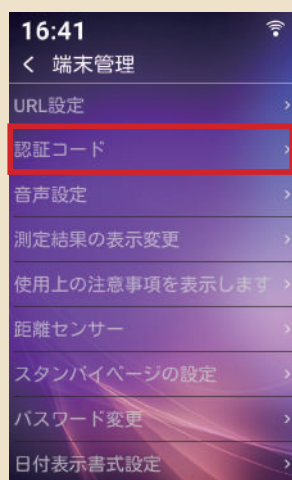 16:41
< 端末管理
URL設定 >
認証コード >
音声設定 >
測定結果の表示変更 >
使用上の注意事項を表示します >
距離センサー >
スタンバイページの設定 >
パスワード変更 >
日付表示書式設定 >